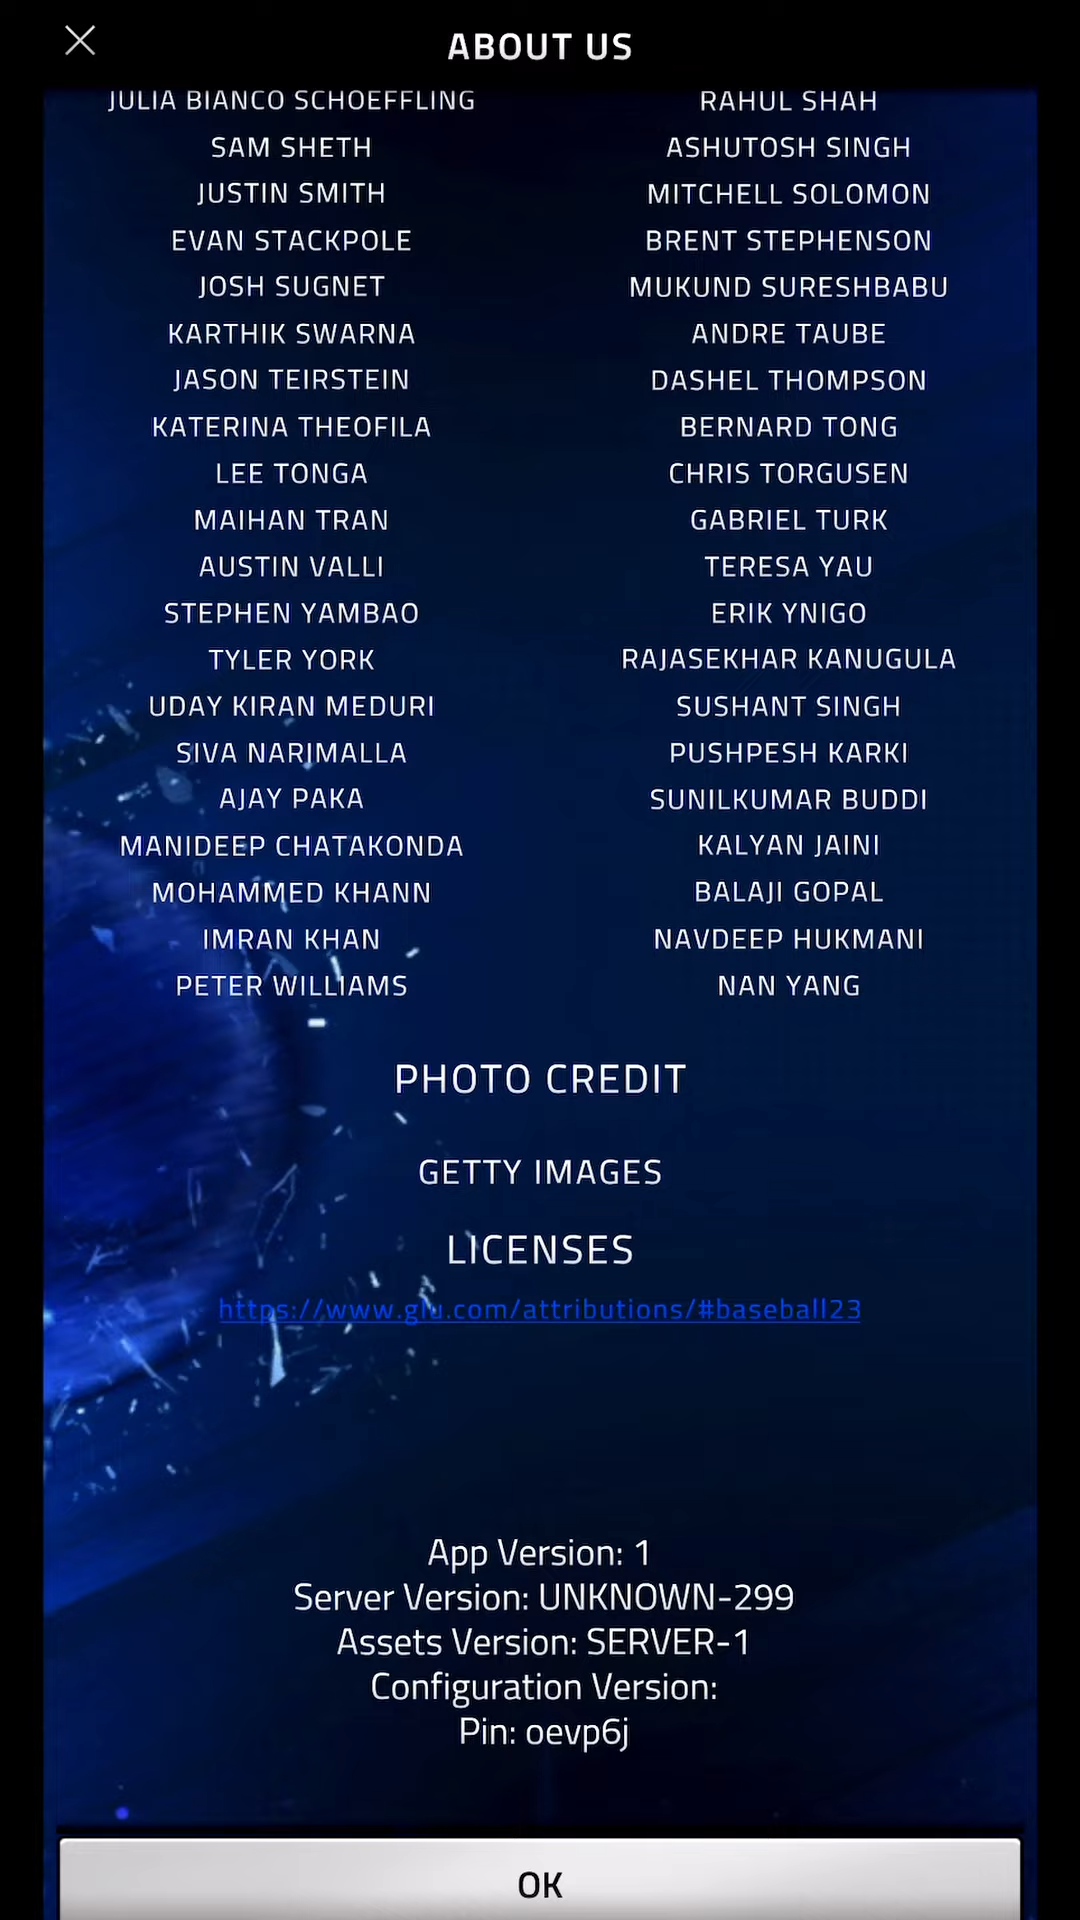 ABOUT US
JULIA BIANCO SCHOEFFLING RAHUL SHAH
SAM SHETH ASHUTOSH SINGH
JUSTIN SMITH MITCHELL SOLOMON
EVAN STACKPOLE BRENT STEPHENSON
JOSH SUGNET MUKUND SURESHBABU
KARTHIK SWARNA ANDRE TAUBE
JASON TEIRSTEIN DASHEL THOMPSON
KATERINA THEOFILA BERNARD TONG
LEE TONGA CHRIS TORGUSEN
MAIHAN TRAN GABRIEL TURK
AUSTIN VALLI TERESA YAU
STEPHEN YAMBAO ERIK YNIGO
TYLER YORK RAJASEKHAR KANUGULA
UDAY KIRAN MEDURI SUSHANT SINGH
SIVA NARIMALLA PUSHPESH KARKI
AJAY PAKA SUNILKUMAR BUDDI
MANIDEEP CHATAKONDA KALYAN JAINI
MOHAMMED KHANN BALAJI GOPAL
IMRAN KHAN NAVDEEP HUKMANI
PETER WILLIAMS NAN YANG
PHOTO CREDIT
GETTY IMAGES
LICENSES
https://www.glu.com/attributions/#baseball23
App Version: 1
Server Version: UNKNOWN-299
Assets Version: SERVER-1
Configuration Version:
Pin: oevp6j
OK